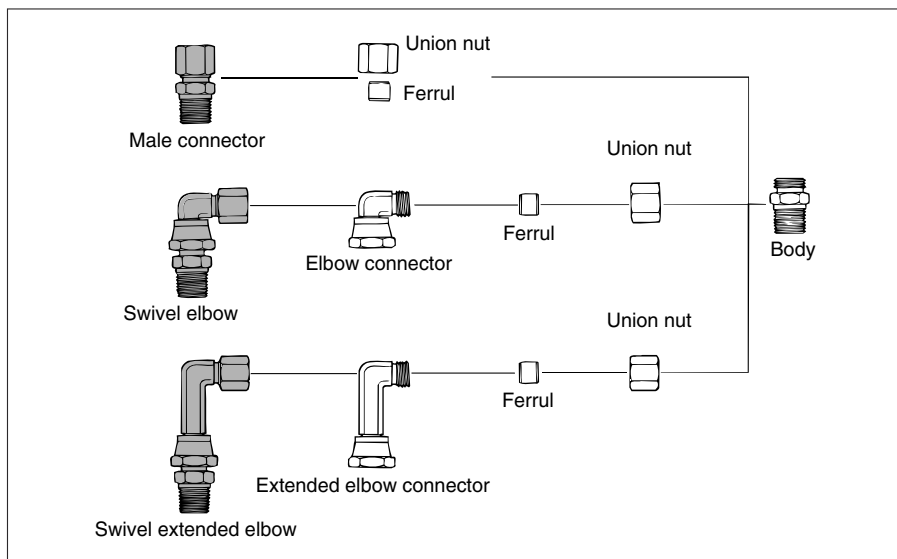 Union nut
Ferrul
Male connector
Union nut
Ferrul
Elbow connector
Body
Swivel elbow
Union nut
Ferrul
Extended elbow connector
Swivel extended elbow